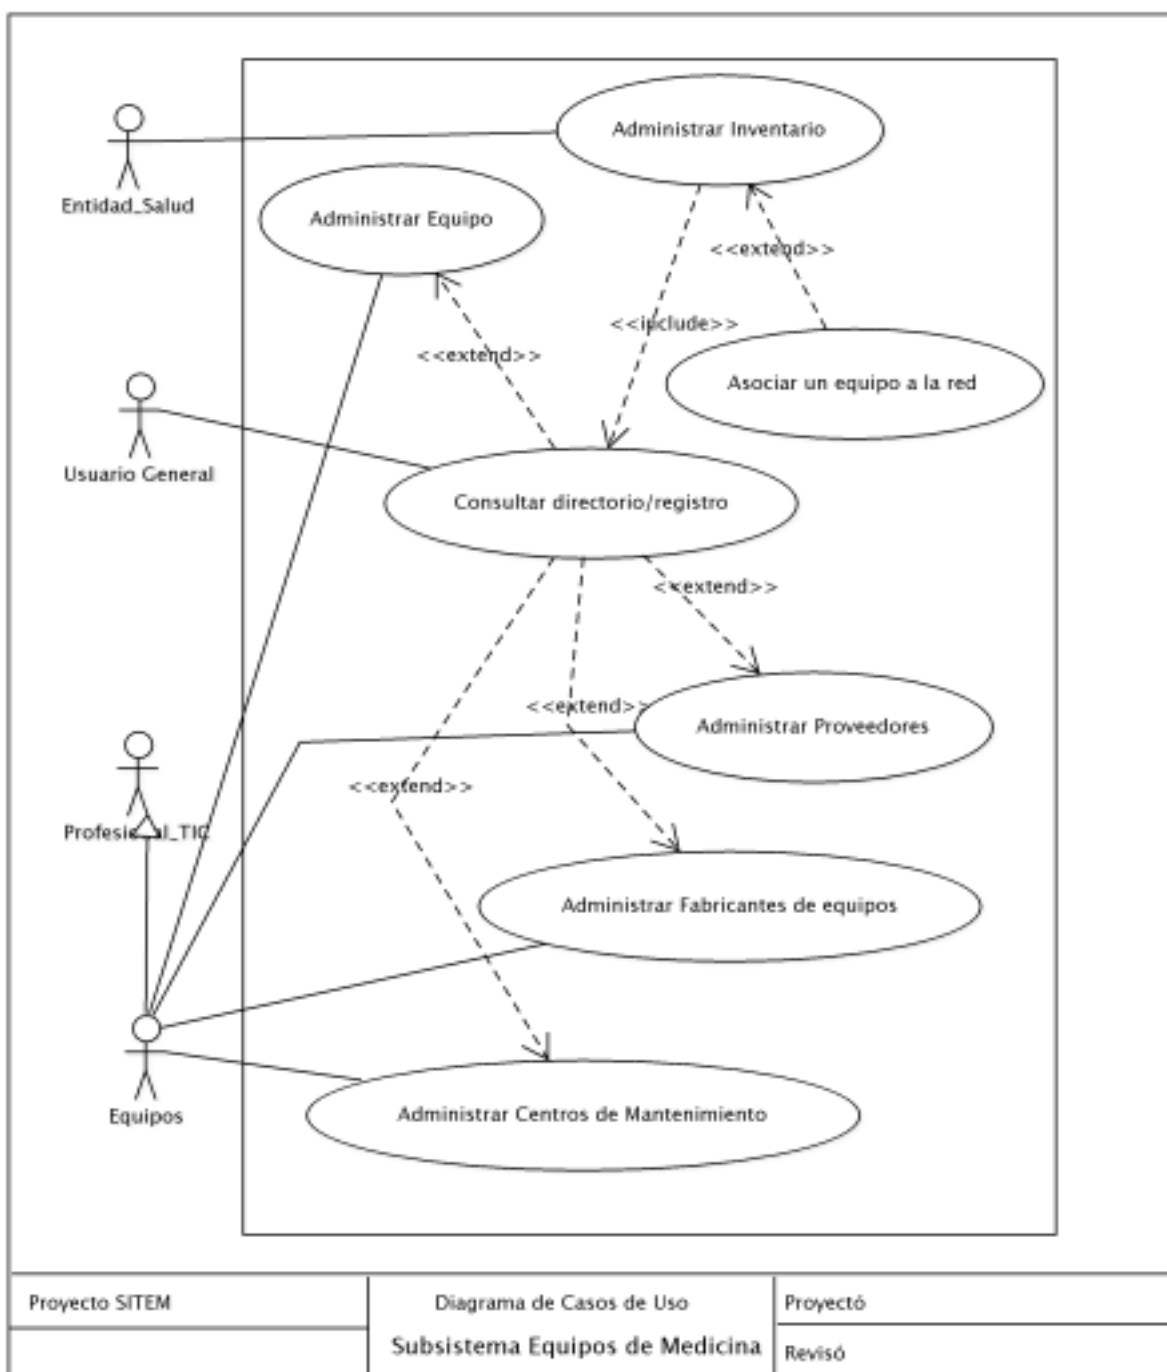 Administrar Inventario
Entidad_Salud
Administrar Equipo
<<extend>>
<<include>>
<<extend>>
Asociar un equipo a la red
Usuario General
Consultar directorio/registro
<<extend>>
<<extend>>
Administrar Proveedores
<<extend>>
Profesional_TIC
Administrar Fabricantes de equipos
Equipos
Administrar Centros de Mantenimiento
Proyecto SITEM
Diagrama de Casos de Uso
Proyectó
Subsistema Equipos de Medicina
Revisó